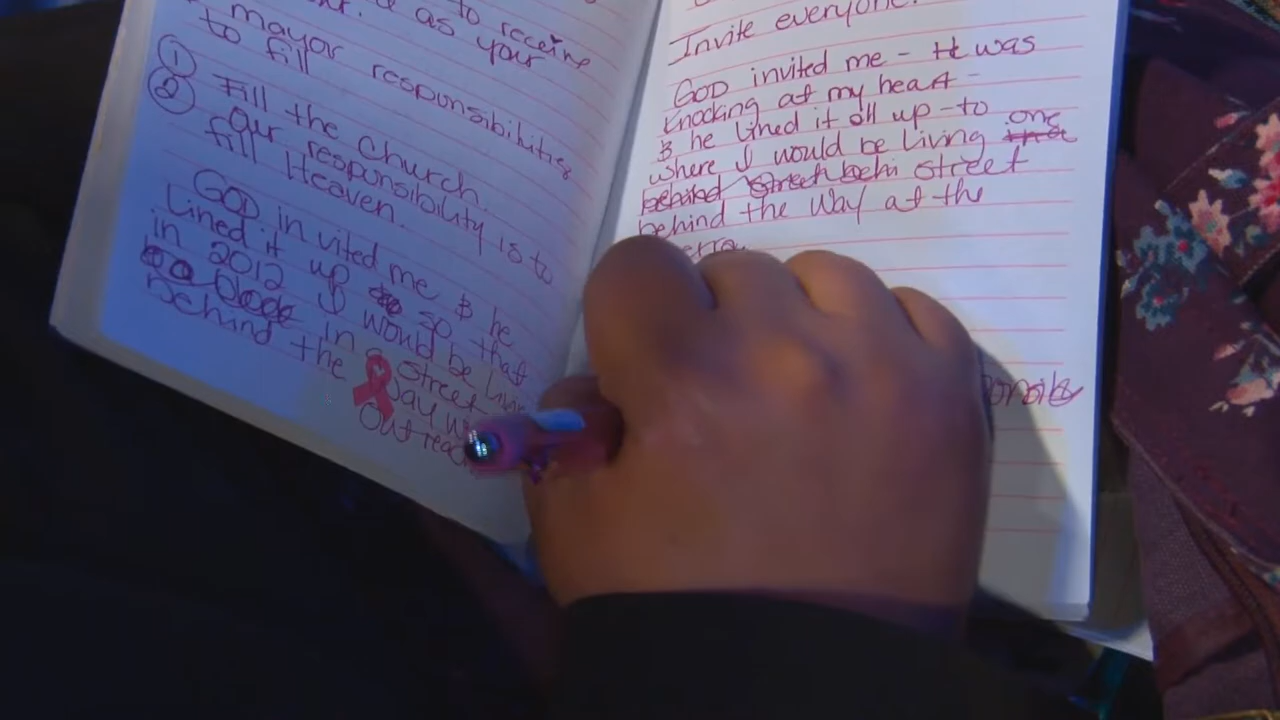 to receive
as your
mayor responsibilities
to fill
① Fill the Church.
② Our responsibility is to
fill Heaven.
GOD invited me & he
Lined it up so that
in 2012 I would be
in street
behind the Way
Invite everyone!
GOD invited me - He was
knocking at my heart -
& he lined it all up - to
where I would be living one
street
behind the Way at the